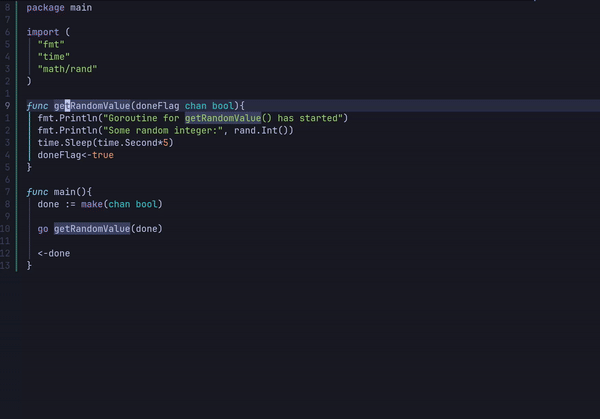 8 package main
7
6 import (
5 "fmt"
4 "time"
3 "math/rand"
2 )
1
9 func getRandomValue(doneFlag chan bool){
1 fmt.Println("Goroutine for getRandomValue() has started")
2 fmt.Println("Some random integer:", rand.Int())
3 time.Sleep(time.Second*5)
4 doneFlag<-true
5 }
6
7 func main(){
8 done := make(chan bool)
9
10 go getRandomValue(done)
11
12 <-done
13 }